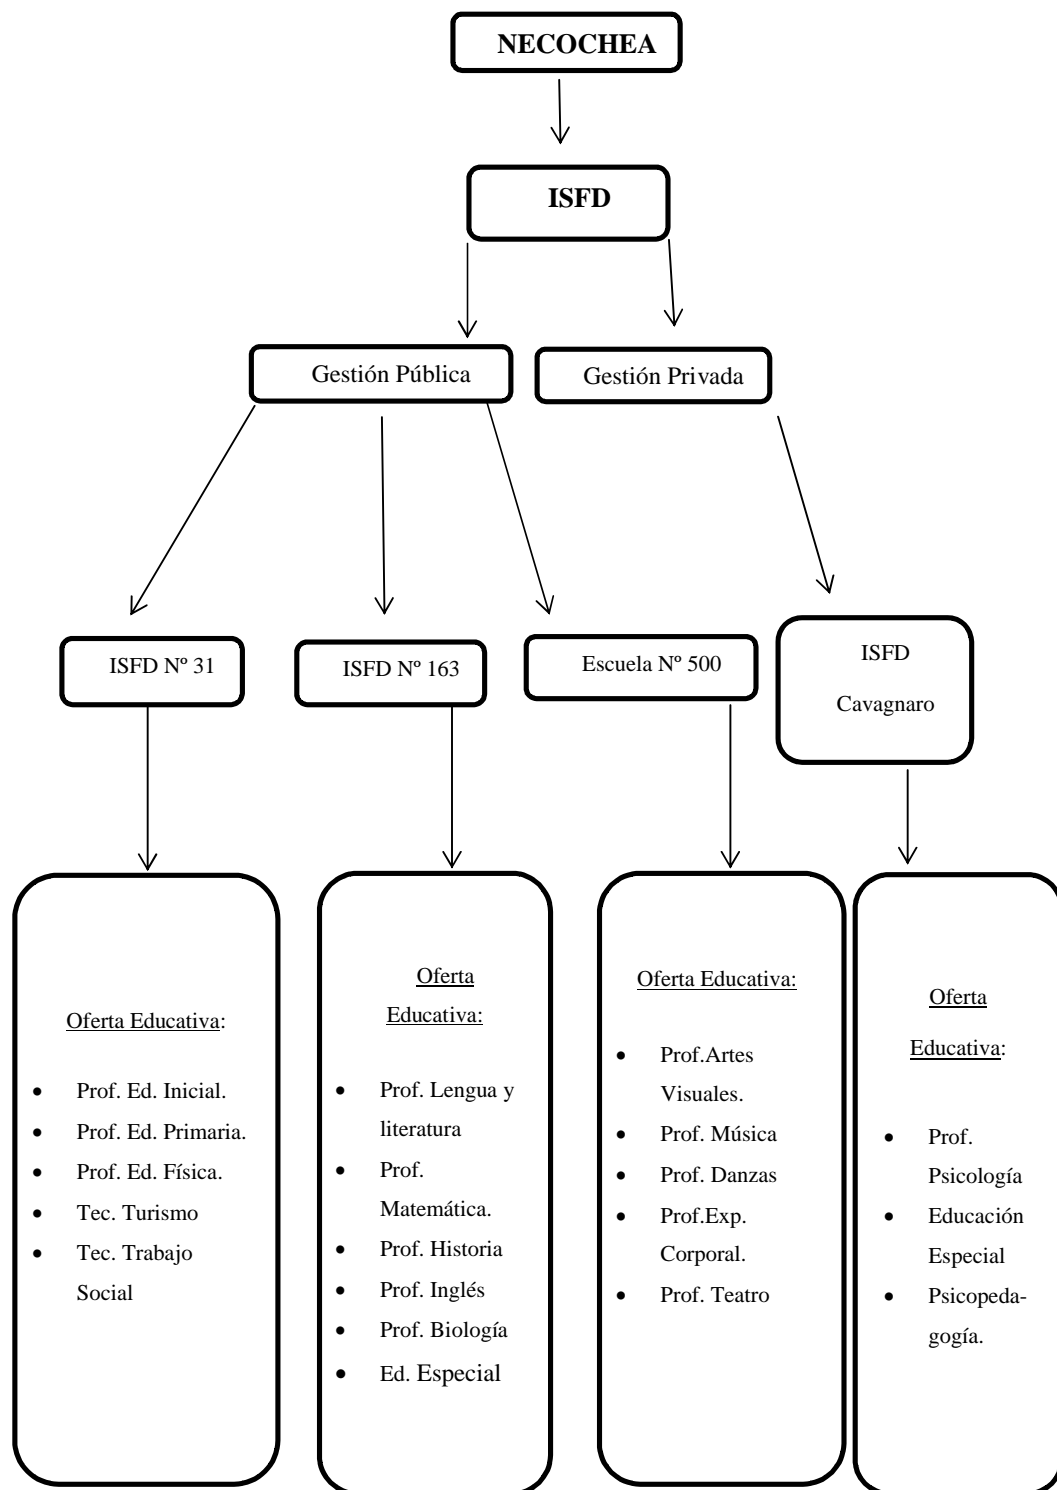 NECOCHEA
ISFD
Gestión Pública
Gestión Privada
ISFD Nº 31
ISFD Nº 163
Escuela Nº 500
ISFD
Cavagnaro
Oferta Educativa:
• Prof. Ed. Inicial.
• Prof. Ed. Primaria.
• Prof. Ed. Física.
• Tec. Turismo
• Tec. Trabajo
Social
Oferta
Educativa:
• Prof. Lengua y
literatura
• Prof.
Matemática.
• Prof. Historia
• Prof. Inglés
• Prof. Biología
• Ed. Especial
Oferta Educativa:
• Prof.Artes
Visuales.
• Prof. Música
• Prof. Danzas
• Prof.Exp.
Corporal.
• Prof. Teatro
Oferta
Educativa:
• Prof.
Psicología
• Educación
Especial
• Psicopeda-
gogía.